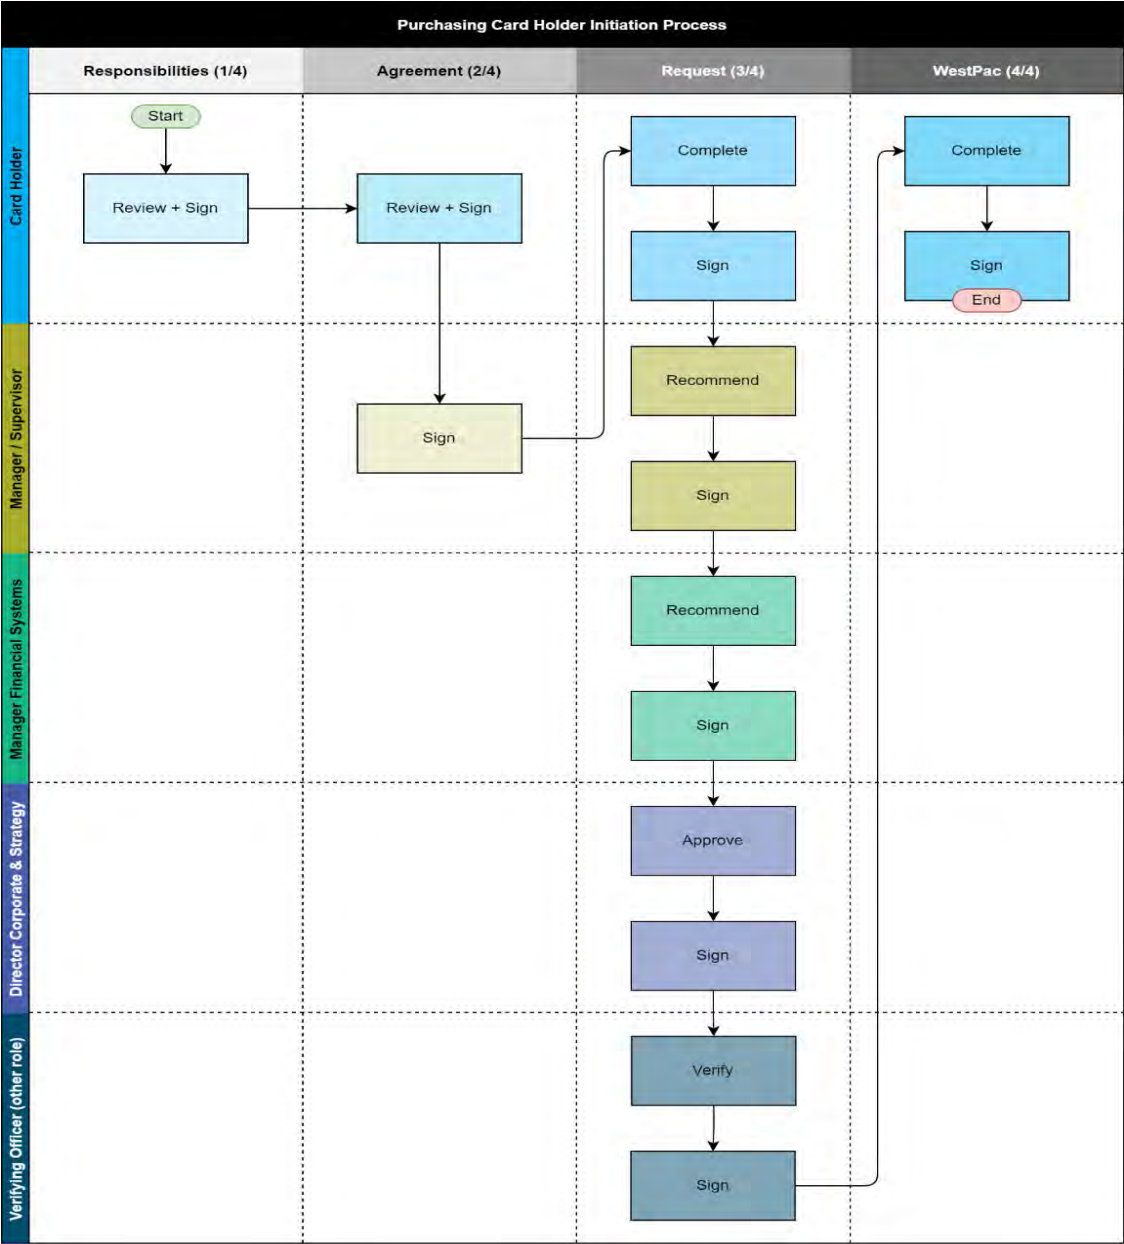 Purchasing Card Holder Initiation Process
Responsibilities (1/4)
Agreement (2/4)
Request (3/4)
WestPac (4/4)
Card Holder
Start
Review + Sign
Review + Sign
Complete
Sign
Complete
Sign
End
Manager / Supervisor
Sign
Recommend
Sign
Manager Financial Systems
Recommend
Sign
Director Corporate & Strategy
Approve
Sign
Verifying Officer (other role)
Verify
Sign